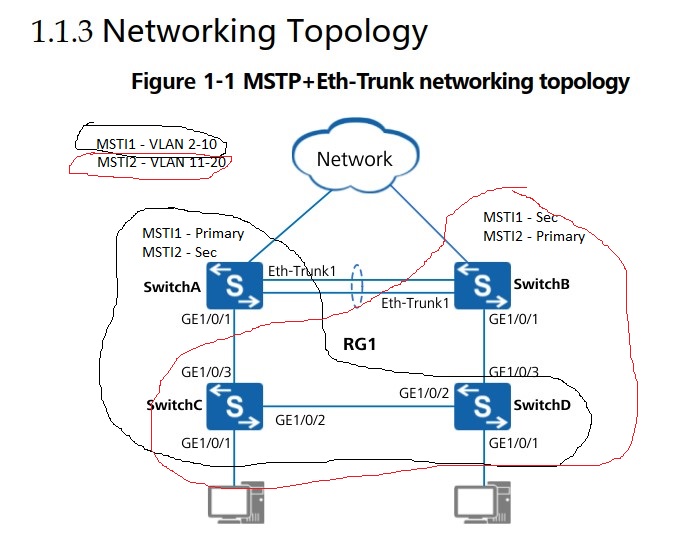 1.1.3 Networking Topology
Figure 1-1 MSTP+Eth-Trunk networking topology
MSTI1 - VLAN 2-10
MSTI2 - VLAN 11-20
Network
MSTI1 - Primary
MSTI2 - Sec
MSTI1 - Sec
MSTI2 - Primary
SwitchA
S
Eth-Trunk1
Eth-Trunk1
S
SwitchB
GE1/0/1
GE1/0/1
RG1
GE1/0/3
GE1/0/3
SwitchC
S
GE1/0/2
GE1/0/2
S
SwitchD
GE1/0/1
GE1/0/1